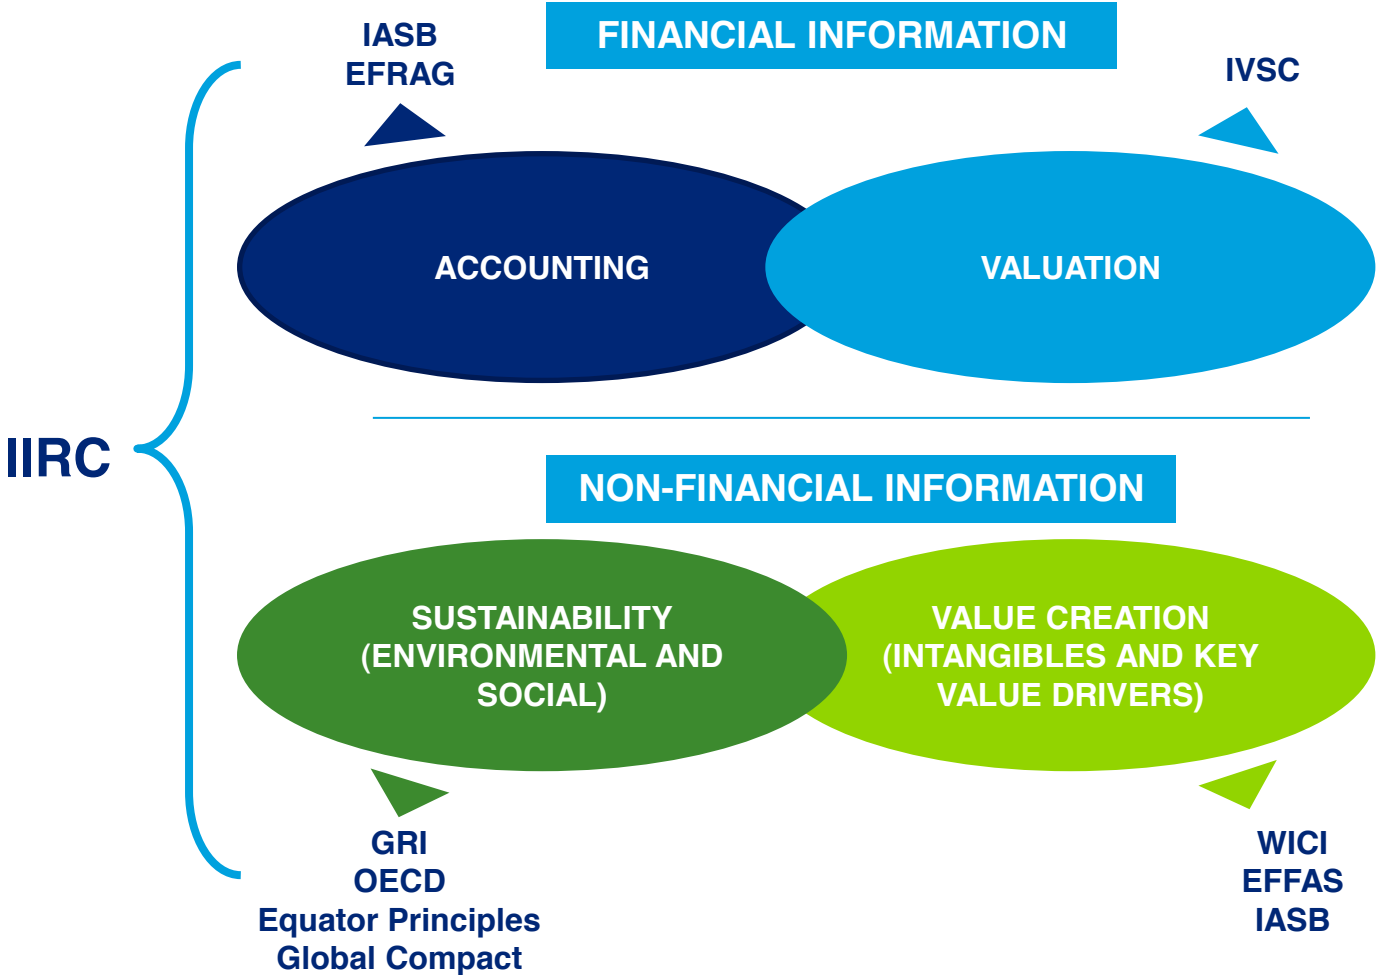 IASB
EFRAG
FINANCIAL INFORMATION
IVSC
ACCOUNTING
VALUATION
IIRC
NON-FINANCIAL INFORMATION
SUSTAINABILITY
(ENVIRONMENTAL AND
SOCIAL)
VALUE CREATION
(INTANGIBLES AND KEY
VALUE DRIVERS)
GRI
OECD
Equator Principles
Global Compact
WICI
EFFAS
IASB